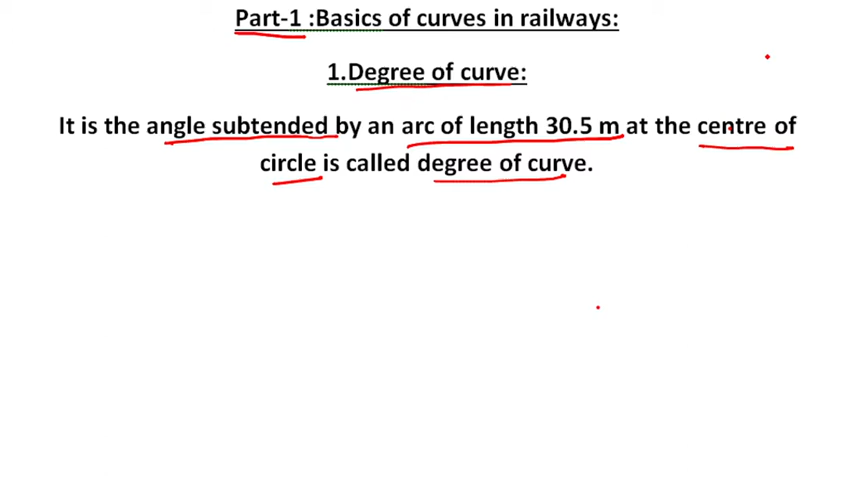 Part-1 :Basics of curves in railways:
1.Degree of curve:
It is the angle subtended by an arc of length 30.5 m at the centre of
circle is called degree of curve.